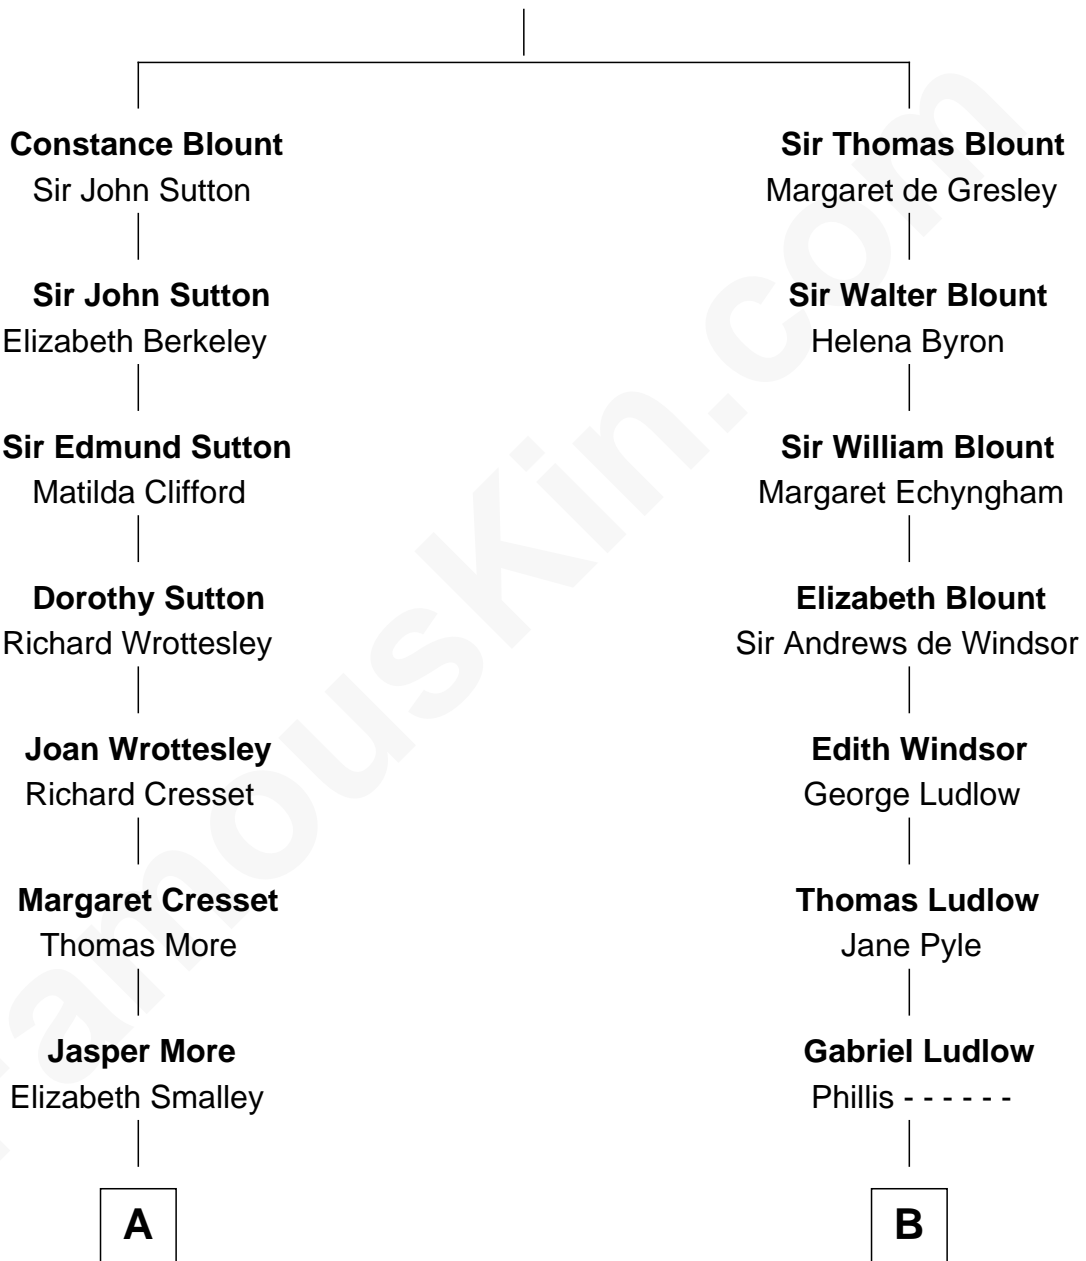 Constance Blount
Sir John Sutton
Sir John Sutton
Elizabeth Berkeley
Sir Edmund Sutton
Matilda Clifford
Dorothy Sutton
Richard Wrottesley
Joan Wrottesley
Richard Cresset
Margaret Cresset
Thomas More
Jasper More
Elizabeth Smalley
A
Sir Thomas Blount
Margaret de Gresley
Sir Walter Blount
Helena Byron
Sir William Blount
Margaret Echyngham
Elizabeth Blount
Sir Andrews de Windsor
Edith Windsor
George Ludlow
Thomas Ludlow
Jane Pyle
Gabriel Ludlow
Phillis - - - - - -
B
FamousKin.com